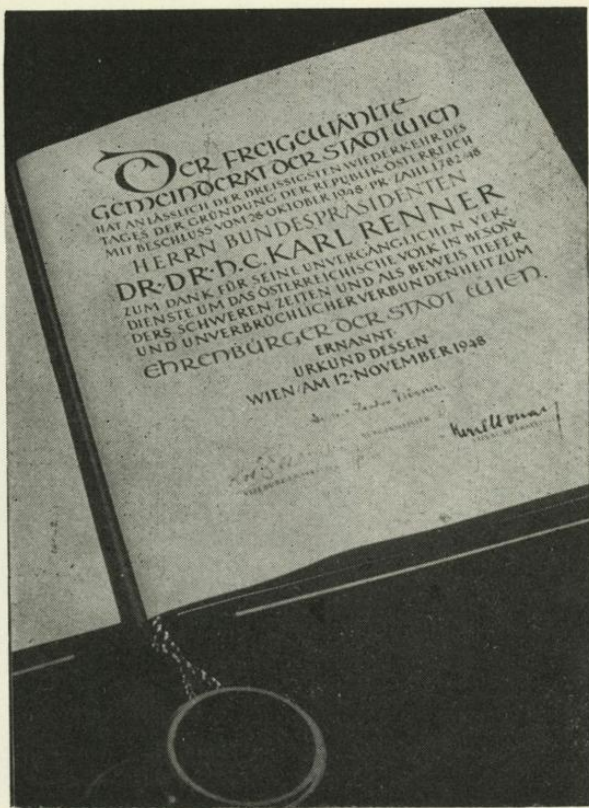 DER FREIGEWÄHLTE
GEMEINDERAT DER STADT WIEN
HAT ANLÄSSLICH DER DREISSIGSTEN WIEDERKEHR DES
TAGES DER GRÜNDUNG DER REPUBLIK ÖSTERREICH
MIT BESCHLUSS VOM 28·OKTOBER 1948·PR·ZAHL 1782/48
HERRN BUNDESPRÄSIDENTEN
DR·DR·h.c. KARL RENNER
ZUM DANK FÜR SEINE UNVERGÄNGLICHEN VER-
DIENSTE UM DAS ÖSTERREICHISCHE VOLK IN BESON-
DERS SCHWEREN ZEITEN UND ALS BEWEIS TIEFER
UND UNVERBRÜCHLICHER VERBUNDENHEIT ZUM
EHRENBÜRGER DER STADT WIEN.
ERNANNT·
URKUND DESSEN
WIEN/AM 12·NOVEMBER 1948